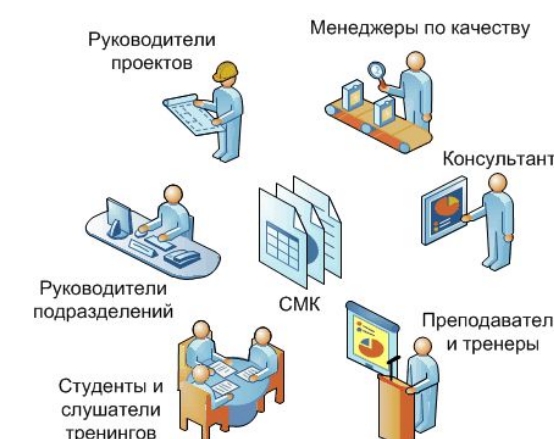 Руководители
проектов
Менеджеры по качеству
Консультант
Руководители
подразделений
СМК
Преподавател
и тренеры
Студенты и
слушатели
тренингов